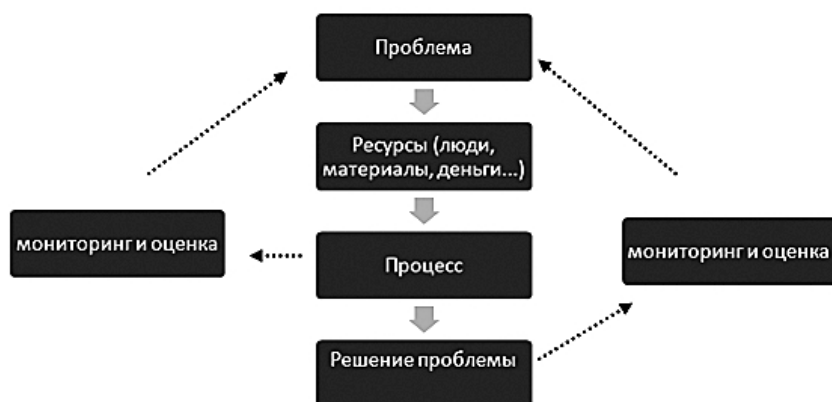 Проблема
Ресурсы (люди,
материалы, деньги...)
мониторинг и оценка
Процесс
мониторинг и оценка
Решение проблемы